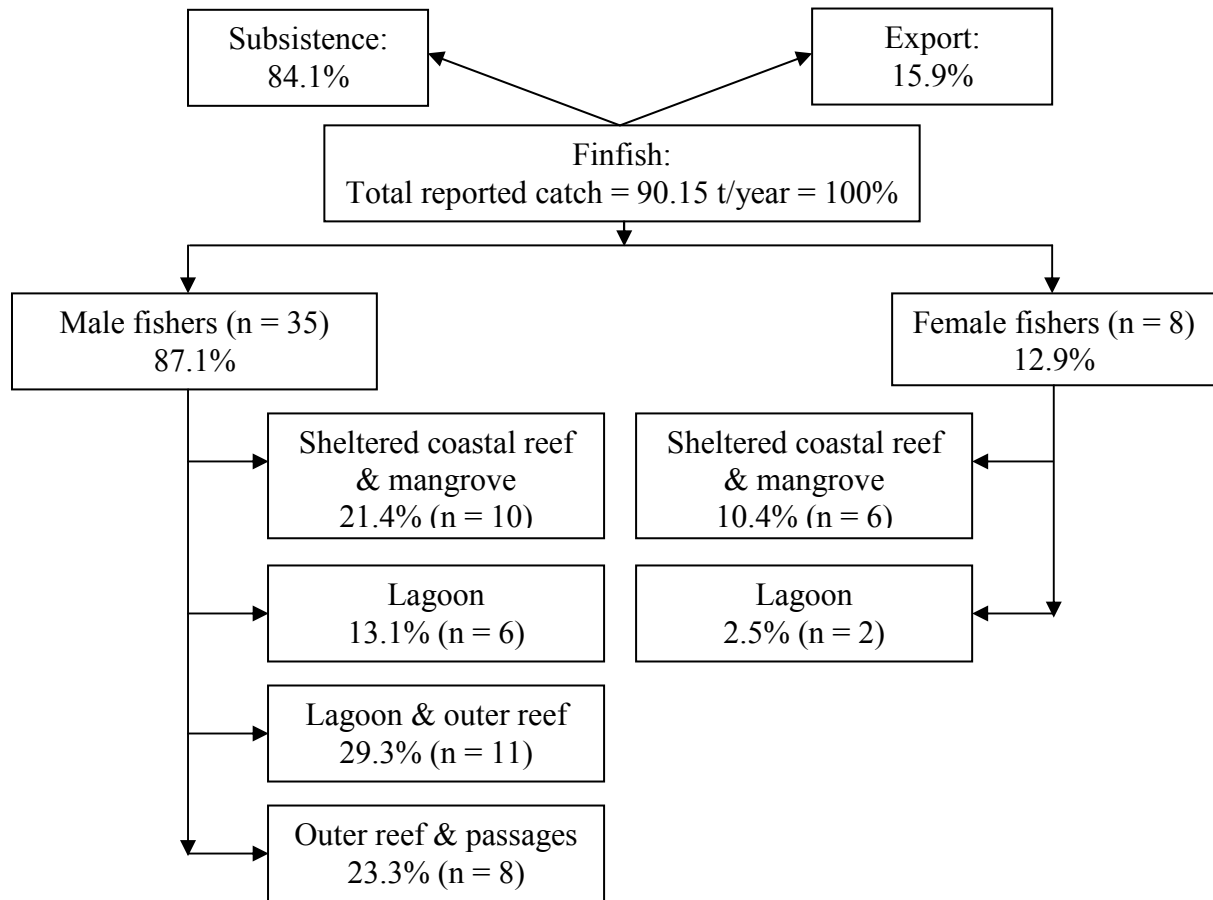 Subsistence:
84.1%
Export:
15.9%
Finfish:
Total reported catch = 90.15 t/year = 100%
Male fishers (n = 35)
87.1%
Female fishers (n = 8)
12.9%
Sheltered coastal reef
& mangrove
21.4% (n = 10)
Sheltered coastal reef
& mangrove
10.4% (n = 6)
Lagoon
13.1% (n = 6)
Lagoon
2.5% (n = 2)
Lagoon & outer reef
29.3% (n = 11)
Outer reef & passages
23.3% (n = 8)